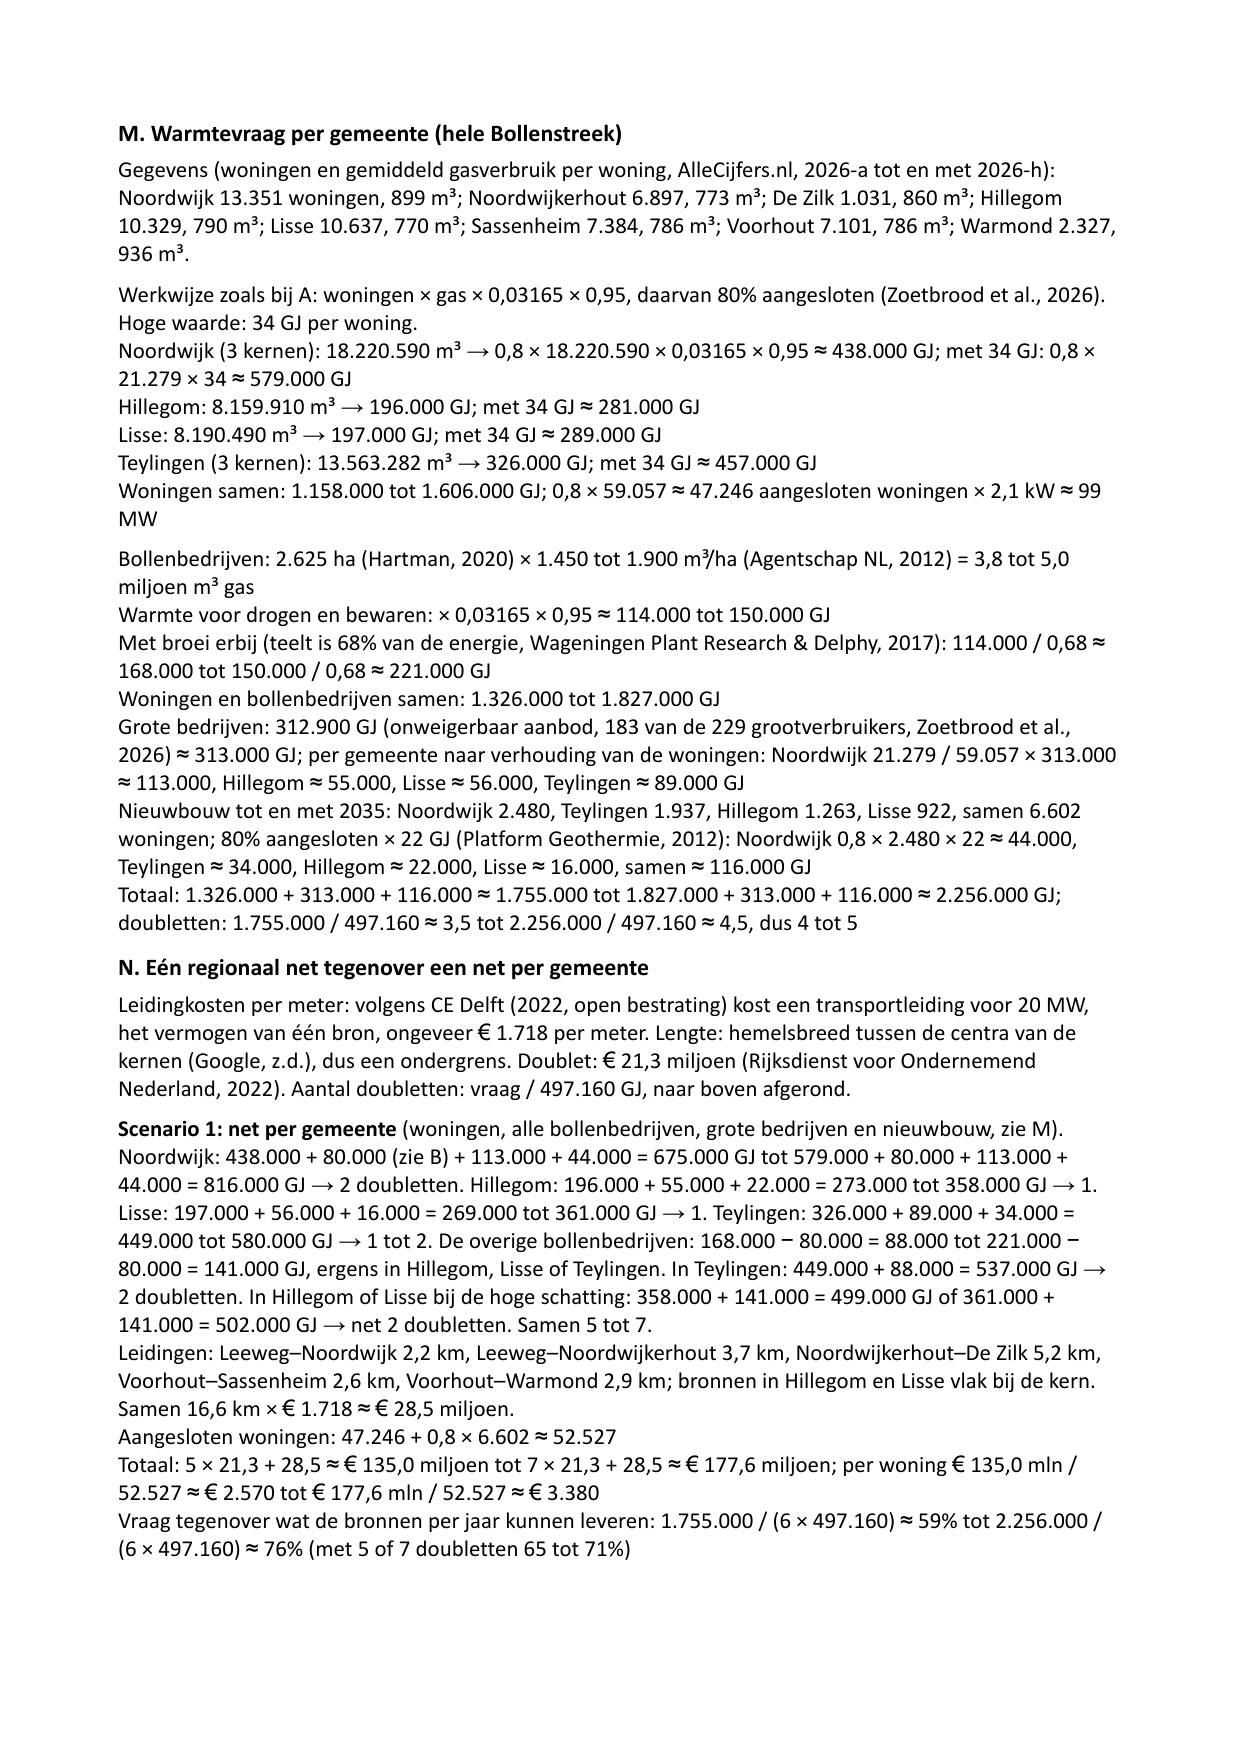 M. Warmtevraag per gemeente (hele Bollenstreek)
Gegevens (woningen en gemiddeld gasverbruik per woning, AlleCijfers.nl, 2026-a tot en met 2026-h):
Noordwijk 13.351 woningen, 899 m³; Noordwijkerhout 6.897, 773 m³; De Zilk 1.031, 860 m³; Hillegom
10.329, 790 m³; Lisse 10.637, 770 m³; Sassenheim 7.384, 786 m³; Voorhout 7.101, 786 m³; Warmond 2.327,
936 m³.
Werkwijze zoals bij A: woningen × gas × 0,03165 × 0,95, daarvan 80% aangesloten (Zoetbrood et al., 2026).
Hoge waarde: 34 GJ per woning.
Noordwijk (3 kernen): 18.220.590 m³ → 0,8 × 18.220.590 × 0,03165 × 0,95 ≈ 438.000 GJ; met 34 GJ: 0,8 ×
21.279 × 34 ≈ 579.000 GJ
Hillegom: 8.159.910 m³ → 196.000 GJ; met 34 GJ ≈ 281.000 GJ
Lisse: 8.190.490 m³ → 197.000 GJ; met 34 GJ ≈ 289.000 GJ
Teylingen (3 kernen): 13.563.282 m³ → 326.000 GJ; met 34 GJ ≈ 457.000 GJ
Woningen samen: 1.158.000 tot 1.606.000 GJ; 0,8 × 59.057 ≈ 47.246 aangesloten woningen × 2,1 kW ≈ 99
MW
Bollenbedrijven: 2.625 ha (Hartman, 2020) × 1.450 tot 1.900 m³/ha (Agentschap NL, 2012) = 3,8 tot 5,0
miljoen m³ gas
Warmte voor drogen en bewaren: × 0,03165 × 0,95 ≈ 114.000 tot 150.000 GJ
Met broei erbij (teelt is 68% van de energie, Wageningen Plant Research & Delphy, 2017): 114.000 / 0,68 ≈
168.000 tot 150.000 / 0,68 ≈ 221.000 GJ
Woningen en bollenbedrijven samen: 1.326.000 tot 1.827.000 GJ
Grote bedrijven: 312.900 GJ (onweigerbaar aanbod, 183 van de 229 grootverbruikers, Zoetbrood et al.,
2026) ≈ 313.000 GJ; per gemeente naar verhouding van de woningen: Noordwijk 21.279 / 59.057 × 313.000
≈ 113.000, Hillegom ≈ 55.000, Lisse ≈ 56.000, Teylingen ≈ 89.000 GJ
Nieuwbouw tot en met 2035: Noordwijk 2.480, Teylingen 1.937, Hillegom 1.263, Lisse 922, samen 6.602
woningen; 80% aangesloten × 22 GJ (Platform Geothermie, 2012): Noordwijk 0,8 × 2.480 × 22 ≈ 44.000,
Teylingen ≈ 34.000, Hillegom ≈ 22.000, Lisse ≈ 16.000, samen ≈ 116.000 GJ
Totaal: 1.326.000 + 313.000 + 116.000 ≈ 1.755.000 tot 1.827.000 + 313.000 + 116.000 ≈ 2.256.000 GJ;
doubletten: 1.755.000 / 497.160 ≈ 3,5 tot 2.256.000 / 497.160 ≈ 4,5, dus 4 tot 5
N. Eén regionaal net tegenover een net per gemeente
Leidingkosten per meter: volgens CE Delft (2022, open bestrating) kost een transportleiding voor 20 MW,
het vermogen van één bron, ongeveer € 1.718 per meter. Lengte: hemelsbreed tussen de centra van de
kernen (Google, z.d.), dus een ondergrens. Doublet: € 21,3 miljoen (Rijksdienst voor Ondernemend
Nederland, 2022). Aantal doubletten: vraag / 497.160 GJ, naar boven afgerond.
Scenario 1: net per gemeente (woningen, alle bollenbedrijven, grote bedrijven en nieuwbouw, zie M).
Noordwijk: 438.000 + 80.000 (zie B) + 113.000 + 44.000 = 675.000 GJ tot 579.000 + 80.000 + 113.000 +
44.000 = 816.000 GJ → 2 doubletten. Hillegom: 196.000 + 55.000 + 22.000 = 273.000 tot 358.000 GJ → 1.
Lisse: 197.000 + 56.000 + 16.000 = 269.000 tot 361.000 GJ → 1. Teylingen: 326.000 + 89.000 + 34.000 =
449.000 tot 580.000 GJ → 1 tot 2. De overige bollenbedrijven: 168.000 − 80.000 = 88.000 tot 221.000 −
80.000 = 141.000 GJ, ergens in Hillegom, Lisse of Teylingen. In Teylingen: 449.000 + 88.000 = 537.000 GJ →
2 doubletten. In Hillegom of Lisse bij de hoge schatting: 358.000 + 141.000 = 499.000 GJ of 361.000 +
141.000 = 502.000 GJ → net 2 doubletten. Samen 5 tot 7.
Leidingen: Leeweg–Noordwijk 2,2 km, Leeweg–Noordwijkerhout 3,7 km, Noordwijkerhout–De Zilk 5,2 km,
Voorhout–Sassenheim 2,6 km, Voorhout–Warmond 2,9 km; bronnen in Hillegom en Lisse vlak bij de kern.
Samen 16,6 km × € 1.718 ≈ € 28,5 miljoen.
Aangesloten woningen: 47.246 + 0,8 × 6.602 ≈ 52.527
Totaal: 5 × 21,3 + 28,5 ≈ € 135,0 miljoen tot 7 × 21,3 + 28,5 ≈ € 177,6 miljoen; per woning € 135,0 mln /
52.527 ≈ € 2.570 tot € 177,6 mln / 52.527 ≈ € 3.380
Vraag tegenover wat de bronnen per jaar kunnen leveren: 1.755.000 / (6 × 497.160) ≈ 59% tot 2.256.000 /
(6 × 497.160) ≈ 76% (met 5 of 7 doubletten 65 tot 71%)